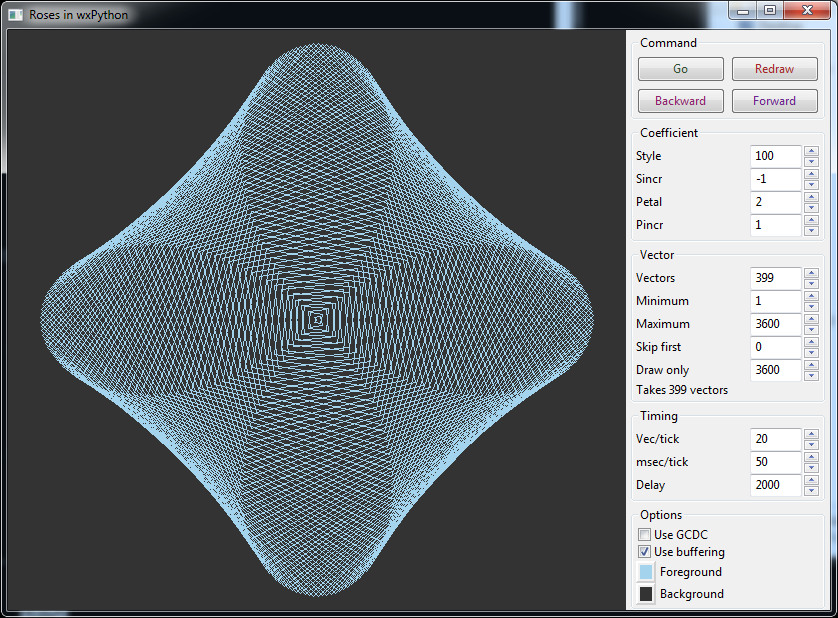 Roses in wxPython
Command
Go Redraw
Backward Forward
Coefficient
Style 100
Sincr -1
Petal 2
Pincr 1
Vector
Vectors 399
Minimum 1
Maximum 3600
Skip first 0
Draw only 3600
Takes 399 vectors
Timing
Vec/tick 20
msec/tick 50
Delay 2000
Options
Use GCDC
Use buffering
Foreground
Background